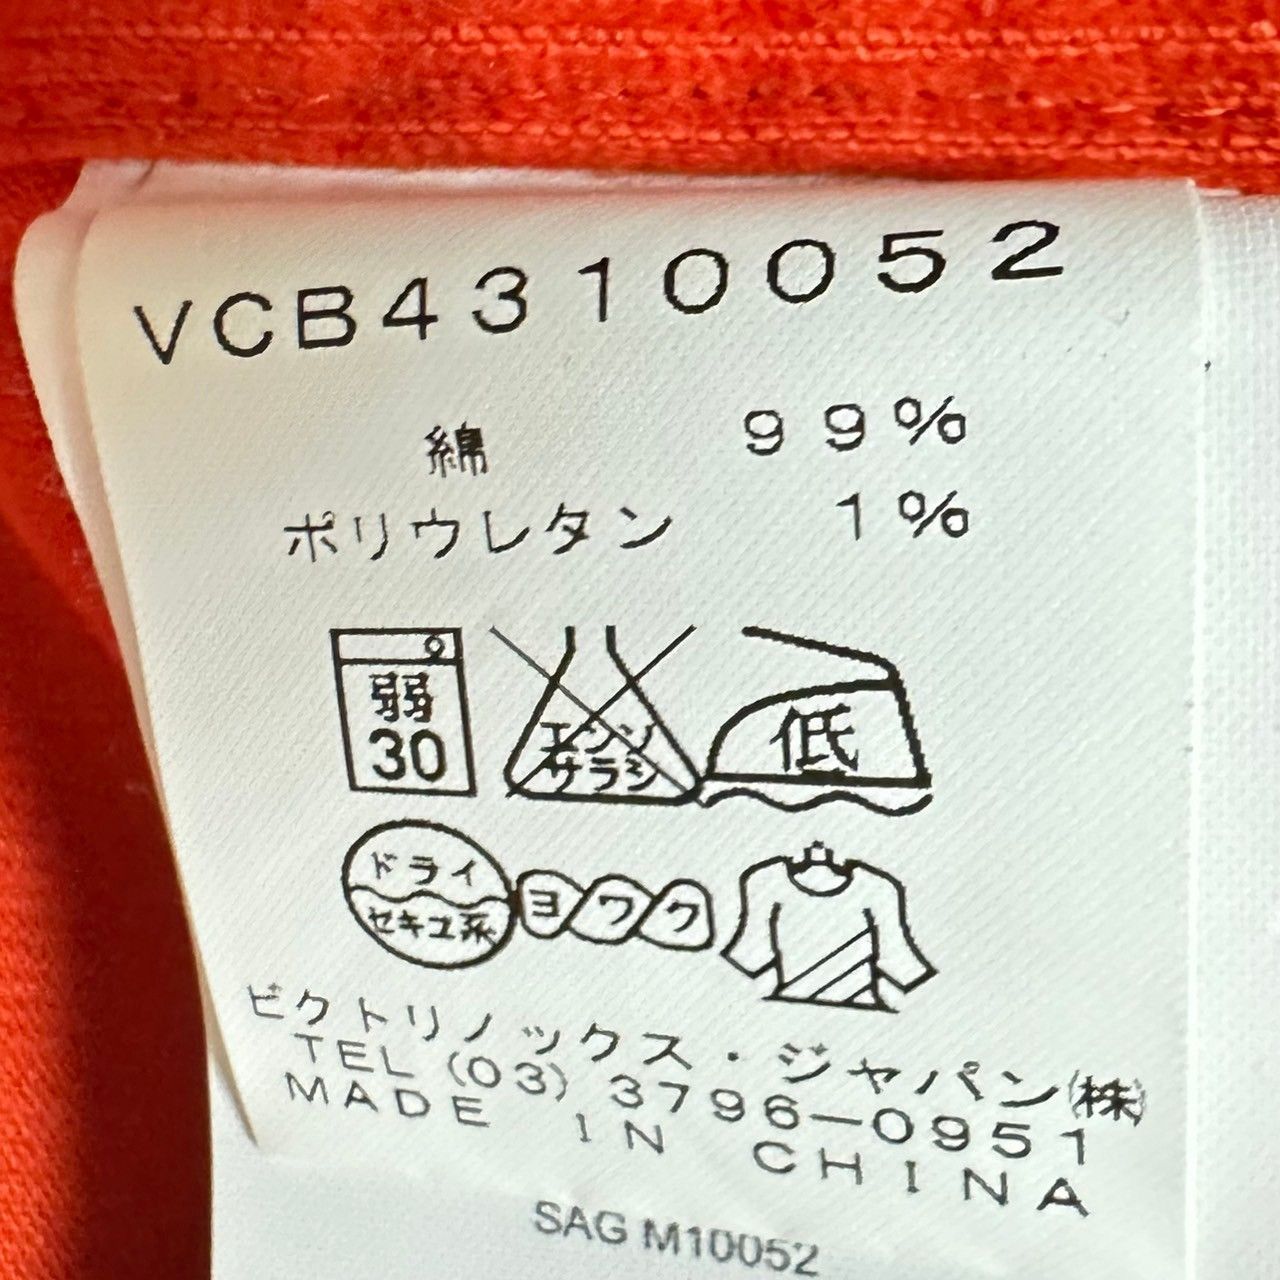 VCB4310052
綿 99%
ポリウレタン 1%
弱
30
エンソ
サラシ
低
ドライ
セキユ系
ヨワク
ビクトリノックス・ジャパン(株)
TEL (03) 3796-0951
MADE IN CHINA
SAG M10052